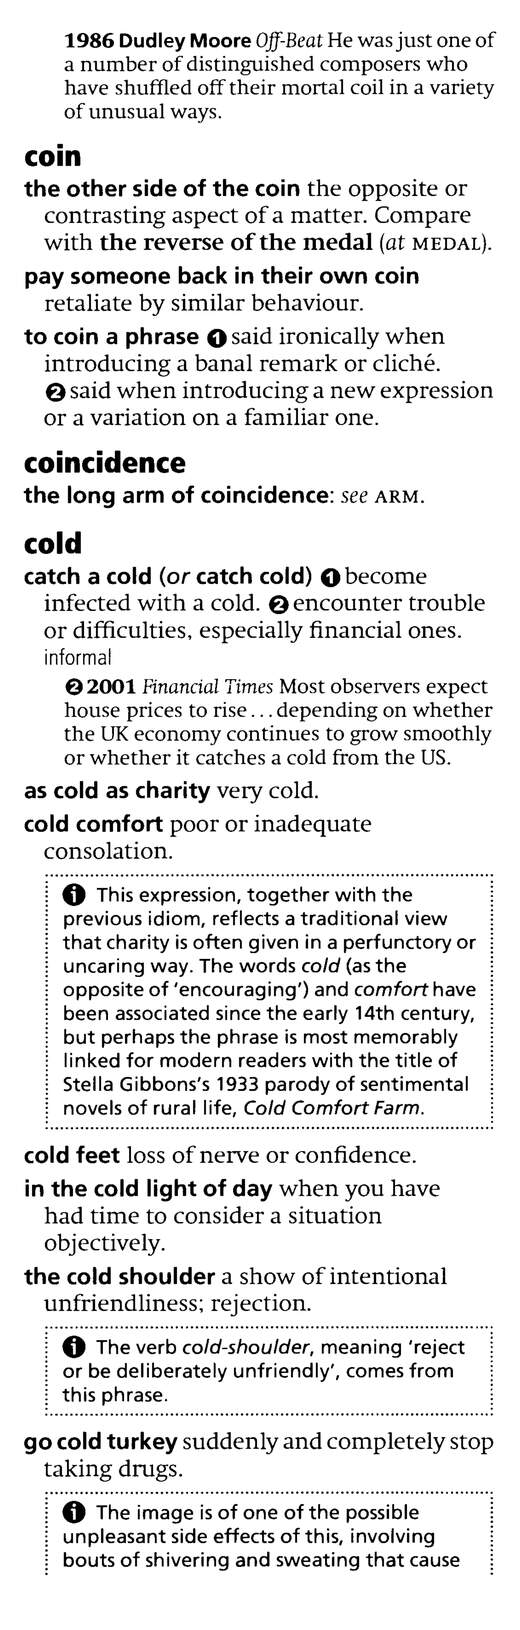 1986 Dudley Moore Off-Beat He was just one of
a number of distinguished composers who
have shuffled off their mortal coil in a variety
of unusual ways.
coin
the other side of the coin the opposite or
contrasting aspect of a matter. Compare
with the reverse of the medal (at MEDAL).
pay someone back in their own coin
retaliate by similar behaviour.
to coin a phrase ❶ said ironically when
introducing a banal remark or cliché.
❷ said when introducing a new expression
or a variation on a familiar one.
coincidence
the long arm of coincidence: see ARM.
cold
catch a cold (or catch cold) ❶ become
infected with a cold. ❷ encounter trouble
or difficulties, especially financial ones.
informal
❷ 2001 Financial Times Most observers expect
house prices to rise... depending on whether
the UK economy continues to grow smoothly
or whether it catches a cold from the US.
as cold as charity very cold.
cold comfort poor or inadequate
consolation.
i This expression, together with the
previous idiom, reflects a traditional view
that charity is often given in a perfunctory or
uncaring way. The words cold (as the
opposite of 'encouraging') and comfort have
been associated since the early 14th century,
but perhaps the phrase is most memorably
linked for modern readers with the title of
Stella Gibbons's 1933 parody of sentimental
novels of rural life, Cold Comfort Farm.
cold feet loss of nerve or confidence.
in the cold light of day when you have
had time to consider a situation
objectively.
the cold shoulder a show of intentional
unfriendliness; rejection.
i The verb cold-shoulder, meaning 'reject
or be deliberately unfriendly', comes from
this phrase.
go cold turkey suddenly and completely stop
taking drugs.
i The image is of one of the possible
unpleasant side effects of this, involving
bouts of shivering and sweating that cause